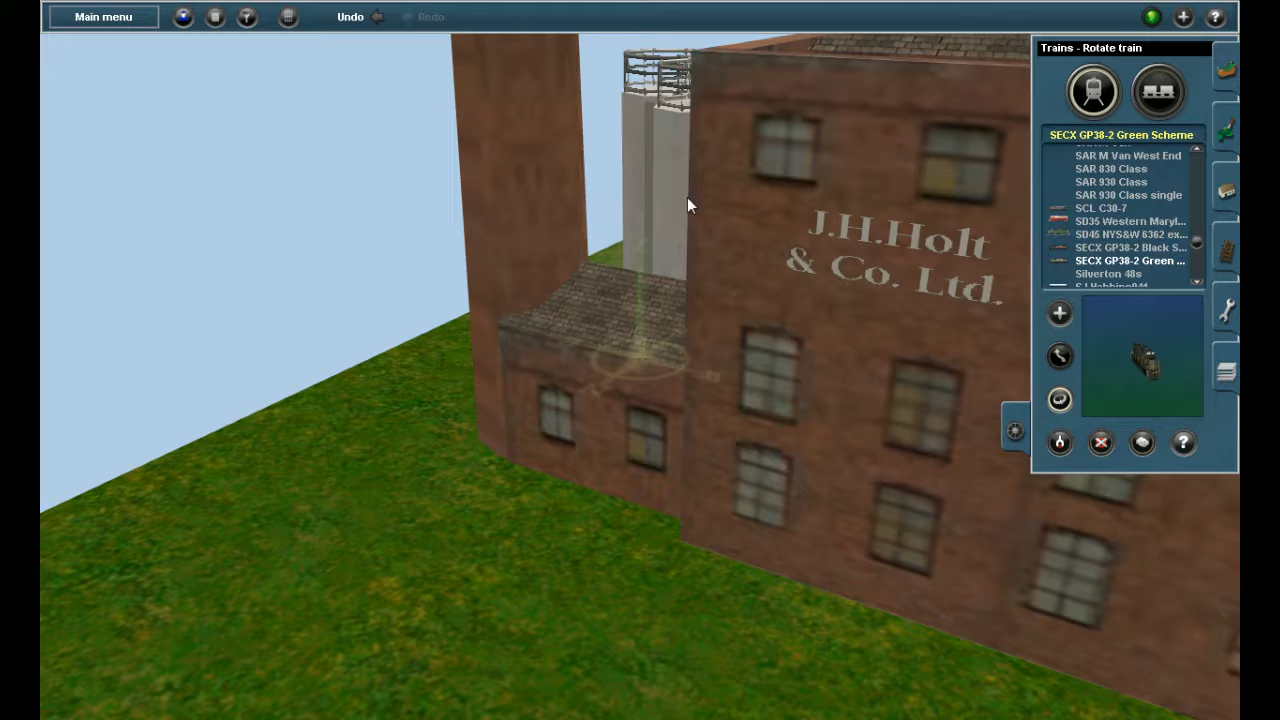 Main menu
Undo
Redo
Trains - Rotate train
SECX GP38-2 Green Scheme
SAR M Van West End
SAR 830 Class
SAR 930 Class
SAR 930 Class single
SCL C30-7
SD35 Western Maryl...
SD45 NYS&W 6362 ex...
SECX GP38-2 Black S...
SECX GP38-2 Green ...
Silverton 48s
J.H.Holt
& Co. Ltd.